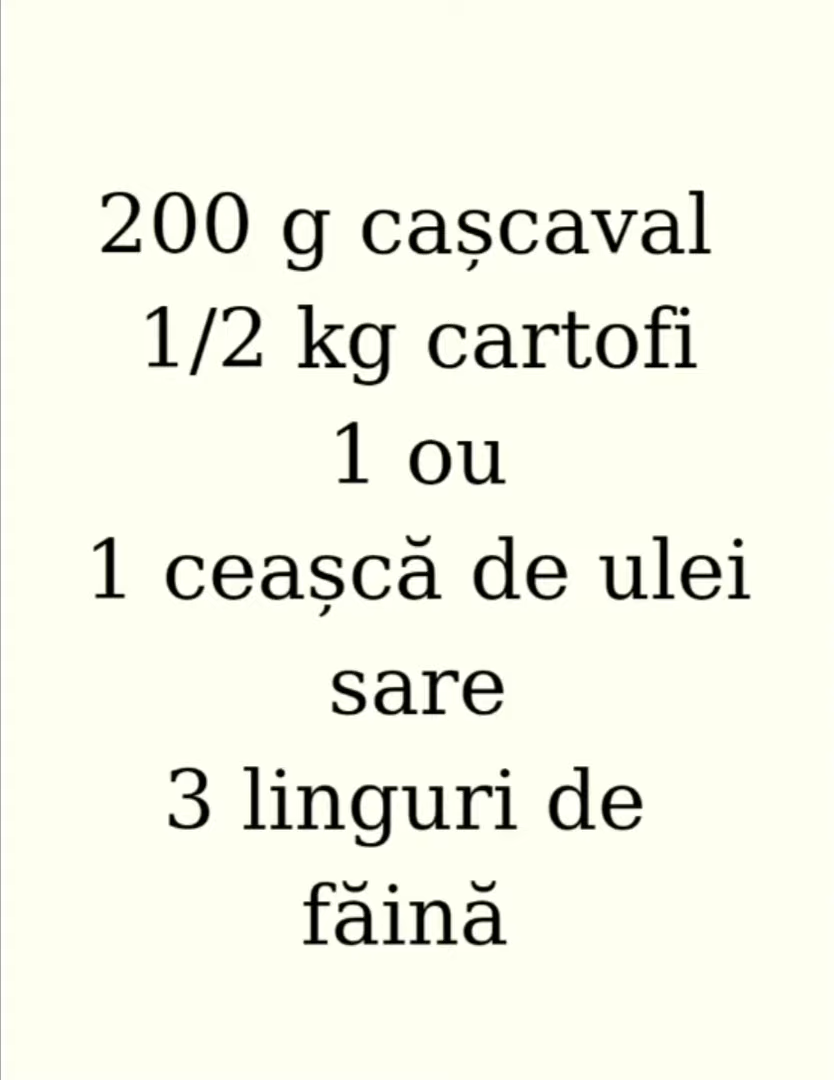 200 g cașcaval
1/2 kg cartofi
1 ou
1 ceașcă de ulei
sare
3 linguri de
făină